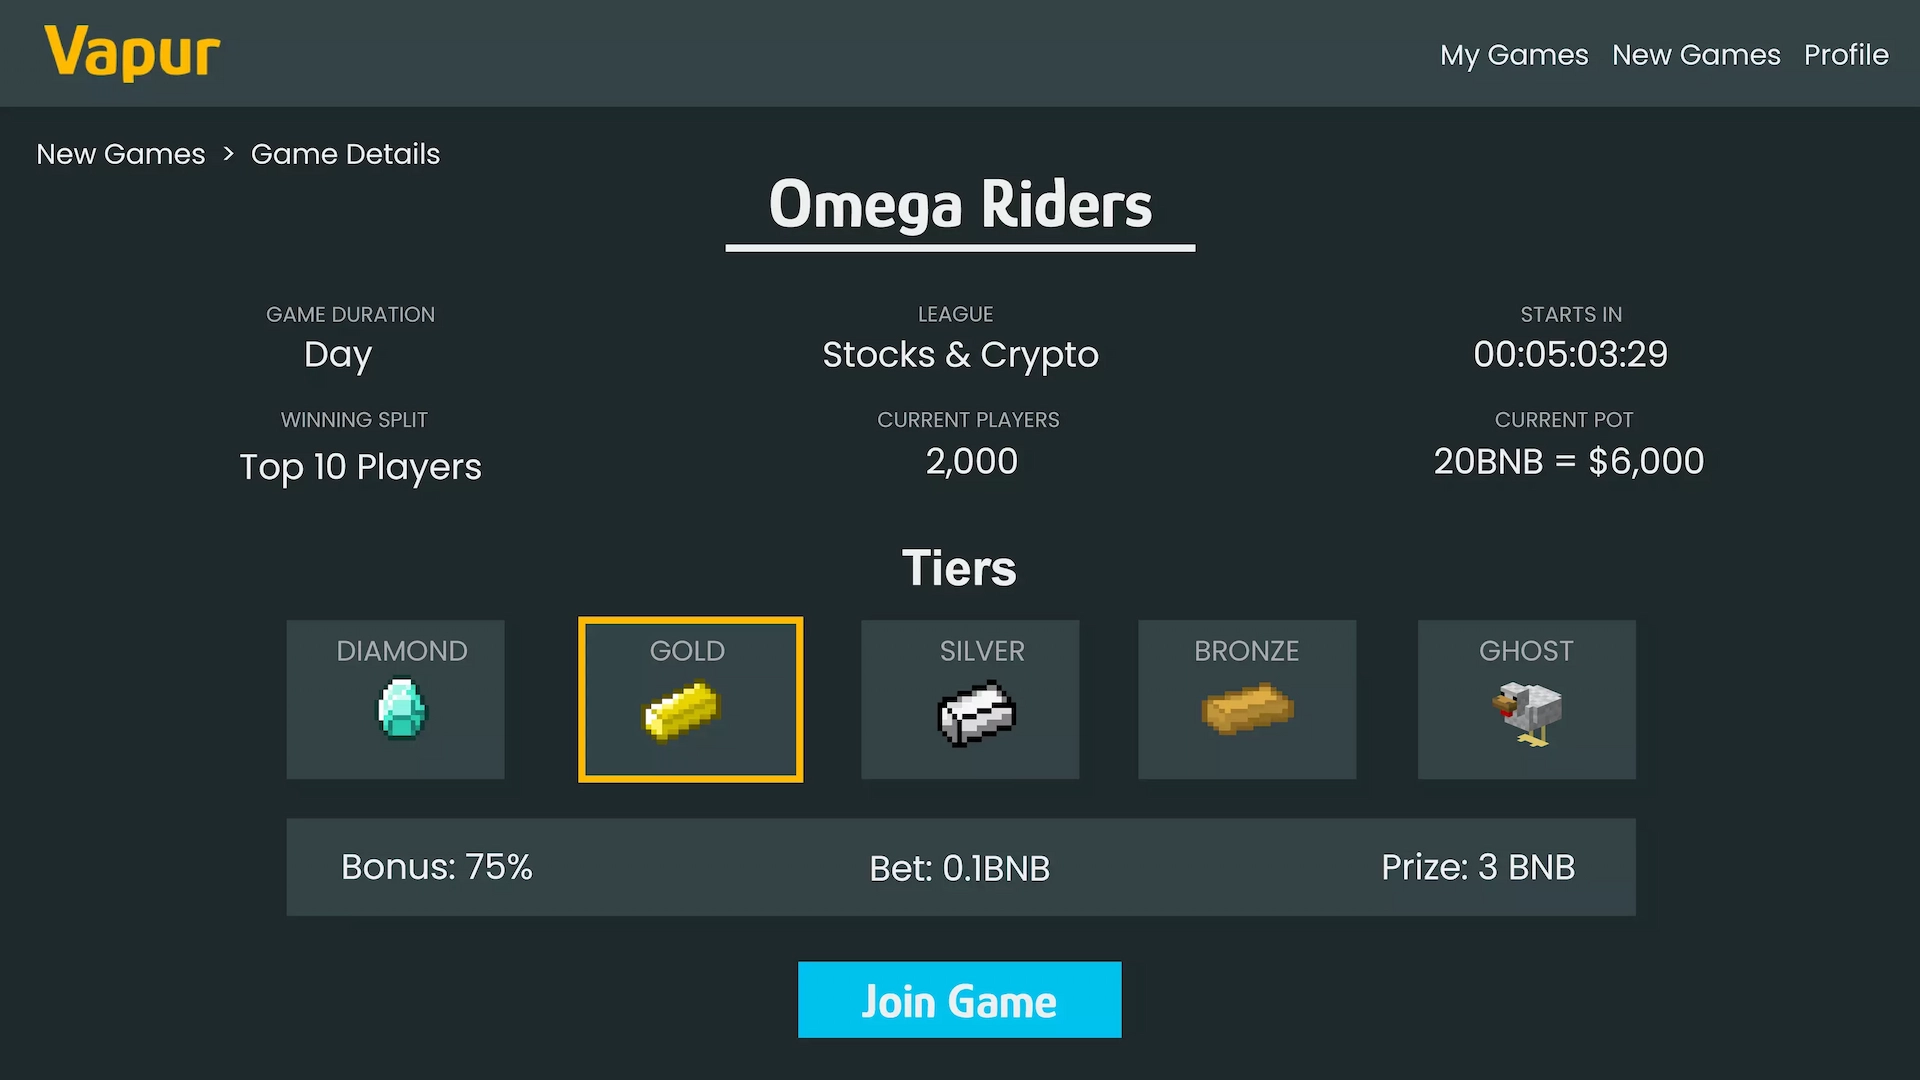 Vapur
My Games New Games Profile
New Games > Game Details
Omega Riders
GAME DURATION
Day
LEAGUE
Stocks & Crypto
STARTS IN
00:05:03:29
WINNING SPLIT
Top 10 Players
CURRENT PLAYERS
2,000
CURRENT POT
20BNB = $6,000
Tiers
DIAMOND
GOLD
SILVER
BRONZE
GHOST
Bonus: 75%
Bet: 0.1BNB
Prize: 3 BNB
Join Game